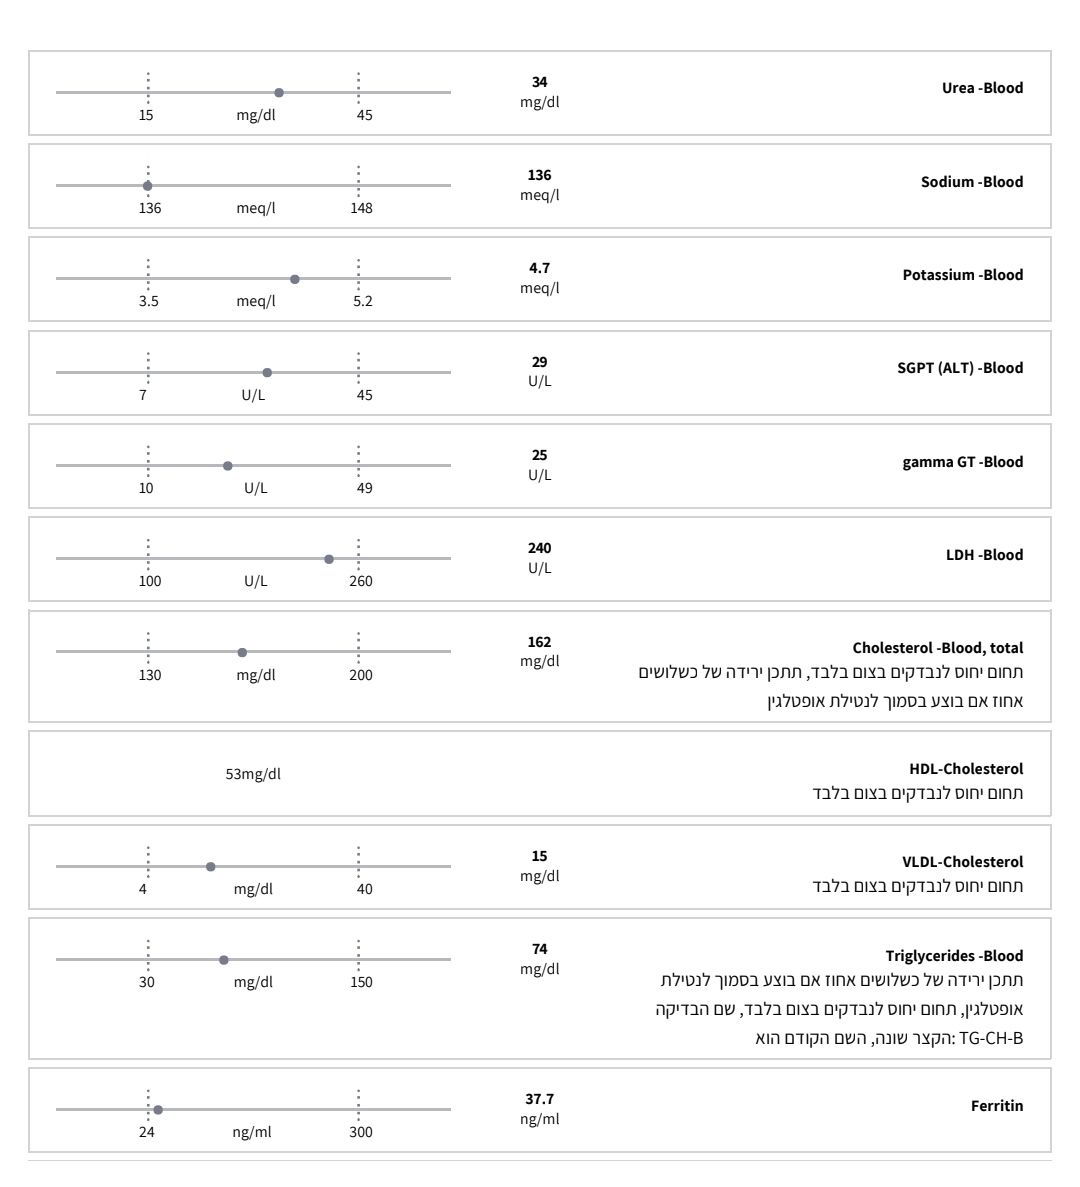 Urea -Blood
34
mg/dl
15 mg/dl 45
Sodium -Blood
136
meq/l
136 meq/l 148
Potassium -Blood
4.7
meq/l
3.5 meq/l 5.2
SGPT (ALT) -Blood
29
U/L
7 U/L 45
gamma GT -Blood
25
U/L
10 U/L 49
LDH -Blood
240
U/L
100 U/L 260
Cholesterol -Blood, total
תחום יחוס לנבדקים בצום בלבד, תתכן ירידה של כשלושים
אחוז אם בוצע בסמוך לנטילת אופטלגין
162
mg/dl
130 mg/dl 200
HDL-Cholesterol
תחום יחוס לנבדקים בצום בלבד
53mg/dl
VLDL-Cholesterol
תחום יחוס לנבדקים בצום בלבד
15
mg/dl
4 mg/dl 40
Triglycerides -Blood
תתכן ירידה של כשלושים אחוז אם בוצע בסמוך לנטילת
אופטלגין, תחום יחוס לנבדקים בצום בלבד, שם הבדיקה
TG-CH-B :הקצר שונה, השם הקודם הוא
74
mg/dl
30 mg/dl 150
Ferritin
37.7
ng/ml
24 ng/ml 300